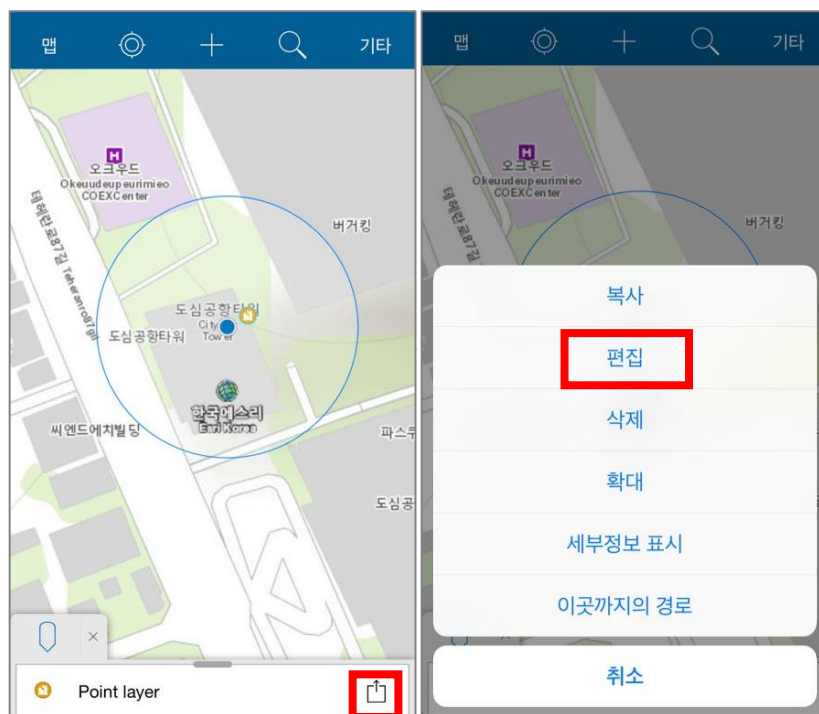 맵
기타
오크우드
Okeuudeupeurimieo
COEXCenter
테헤란로87길 Teheranro87gil
버거킹
도심공항타워
City
Tower
도심공항타워
한국에스리
Esri Korea
씨엔드에치빌딩
파스쿠
도심공
Point layer
맵
기타
오크우드
Okeuudeupeurimieo
COEXCenter
버거킹
복사
편집
삭제
확대
세부정보 표시
이곳까지의 경로
취소